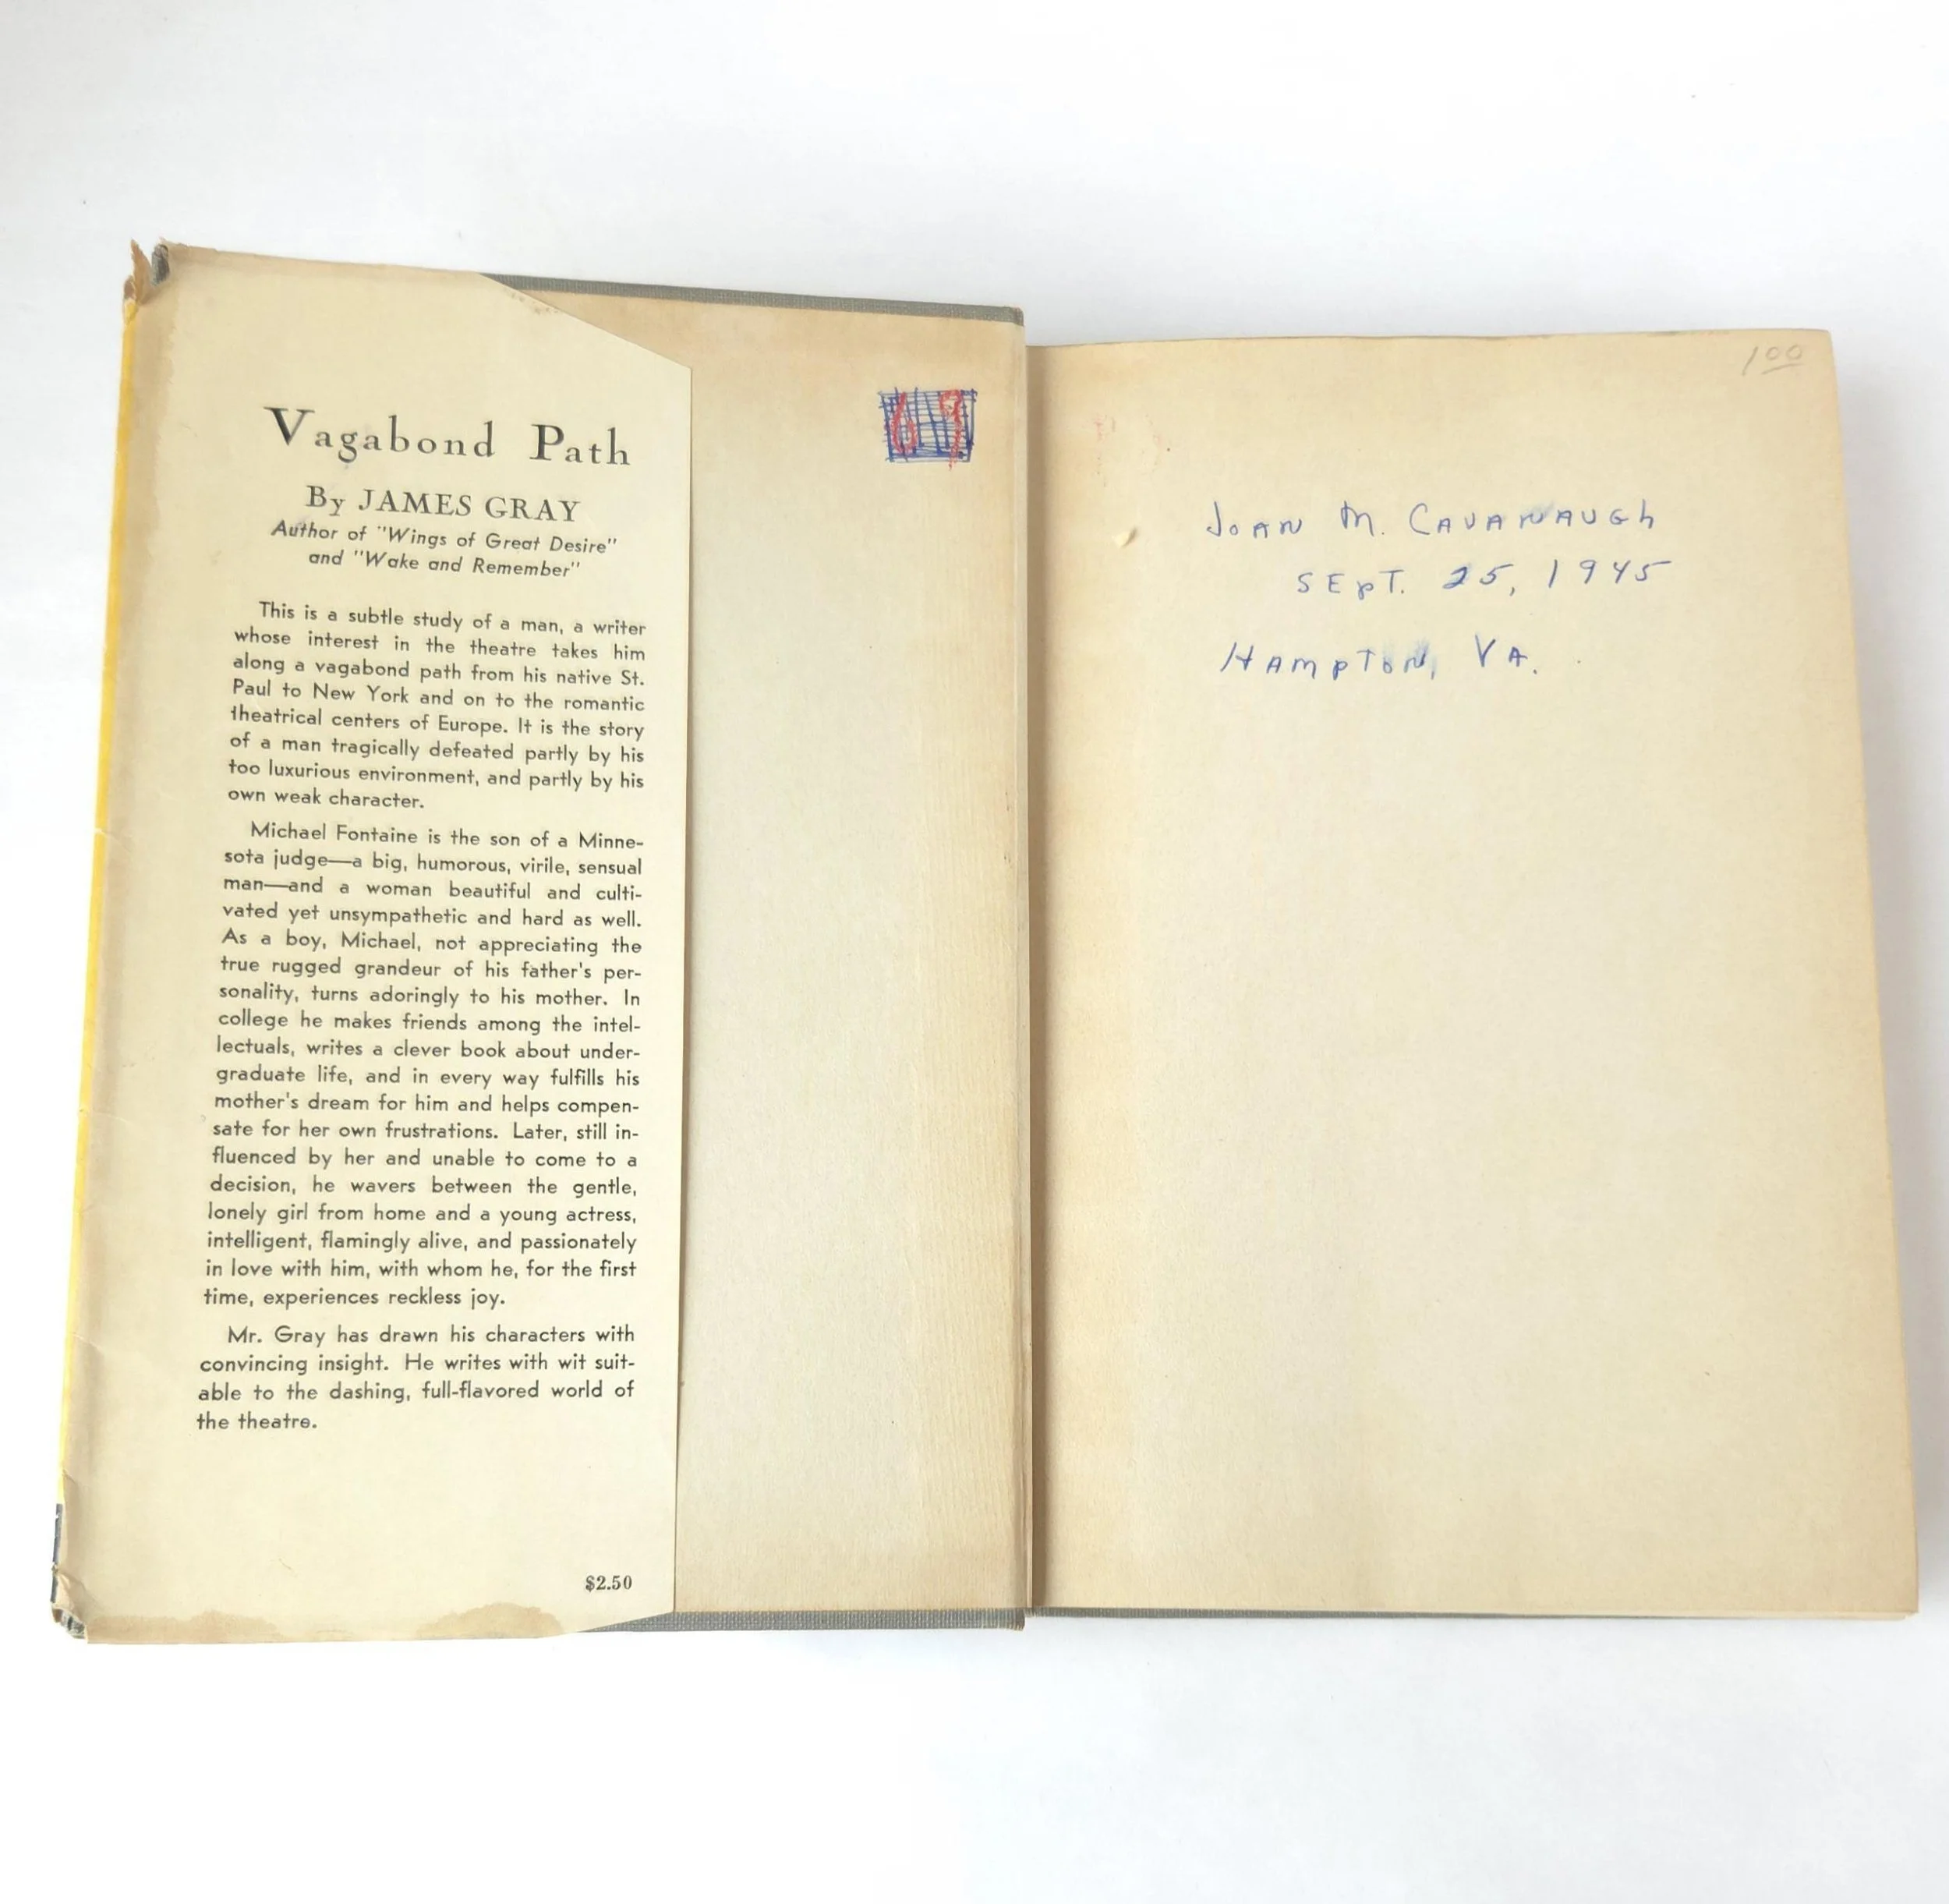 Vagabond Path
By JAMES GRAY
Author of "Wings of Great Desire"
and "Wake and Remember"
This is a subtle study of a man, a writer
whose interest in the theatre takes him
along a vagabond path from his native St.
Paul to New York and on to the romantic
theatrical centers of Europe. It is the story
of a man tragically defeated partly by his
too luxurious environment, and partly by his
own weak character.
Michael Fontaine is the son of a Minne-
sota judge—a big, humorous, virile, sensual
man—and a woman beautiful and culti-
vated yet unsympathetic and hard as well.
As a boy, Michael, not appreciating the
true rugged grandeur of his father's per-
sonality, turns adoringly to his mother. In
college he makes friends among the intel-
lectuals, writes a clever book about under-
graduate life, and in every way fulfills his
mother's dream for him and helps compen-
sate for her own frustrations. Later, still in-
fluenced by her and unable to come to a
decision, he wavers between the gentle,
lonely girl from home and a young actress,
intelligent, flamingly alive, and passionately
in love with him, with whom he, for the first
time, experiences reckless joy.
Mr. Gray has drawn his characters with
convincing insight. He writes with wit suit-
able to the dashing, full-flavored world of
the theatre.
$2.50
69
100
JOAN M. CAVANAUGh
SEpT. 25, 1945
HAMpTON, VA.